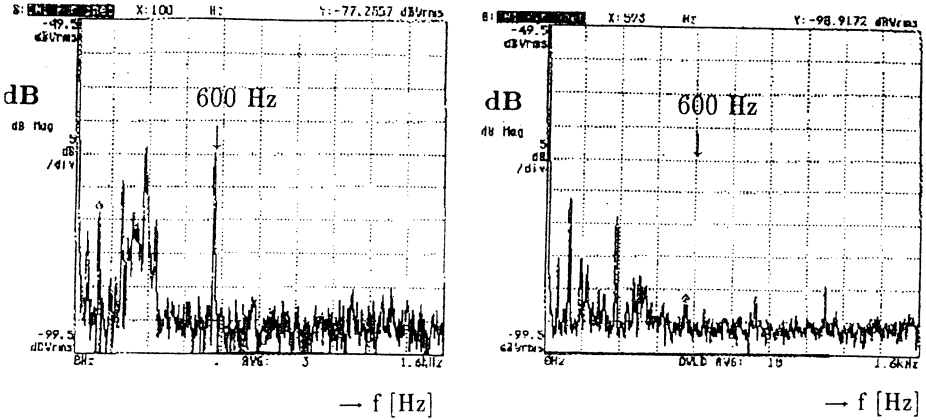 X:100 Hz Y:-77.2557 dBVrms
-49.5
dBVrms
dB
600 Hz
dB Mag
5
dB
/div
-99.5
dBVrms
0Hz AVG: 3 1.6kHz
→ f [Hz]
X:593 Hz Y:-98.9172 dBVrms
-49.5
dBVrms
dB
600 Hz
dB Mag
5
dB
/div
-99.5
dBVrms
0Hz OVLD AVG: 10 1.6kHz
→ f [Hz]